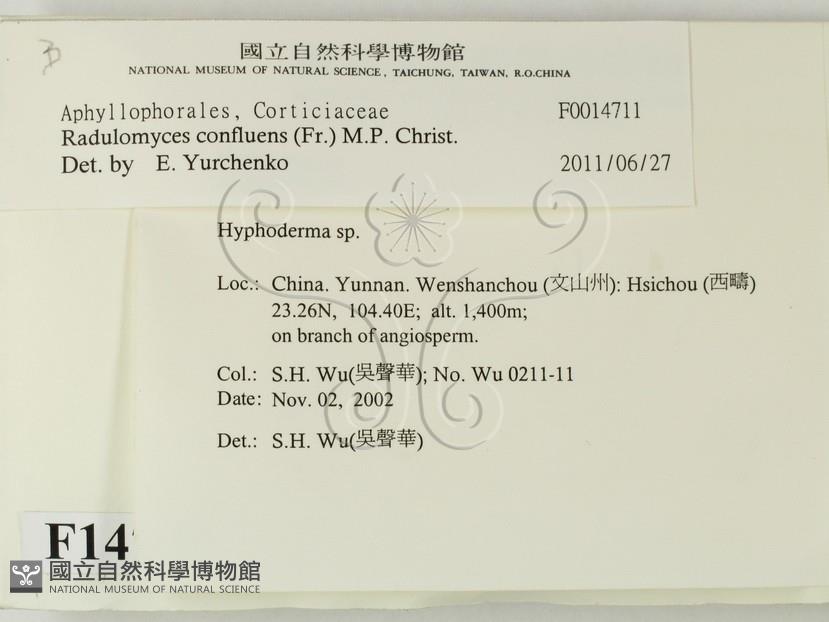 國立自然科學博物館
NATIONAL MUSEUM OF NATURAL SCIENCE, TAICHUNG, TAIWAN, R.O.CHINA
Aphyllophorales, Corticiaceae F0014711
Radulomyces confluens (Fr.) M.P. Christ.
Det. by E. Yurchenko 2011/06/27
Hyphoderma sp.
Loc.: China. Yunnan. Wenshanchou (文山州): Hsichou (西疇)
23.26N, 104.40E; alt. 1,400m;
on branch of angiosperm.
Col.: S.H. Wu(吳聲華); No. Wu 0211-11
Date: Nov. 02, 2002
Det.: S.H. Wu(吳聲華)
F14
國立自然科學博物館
NATIONAL MUSEUM OF NATURAL SCIENCE